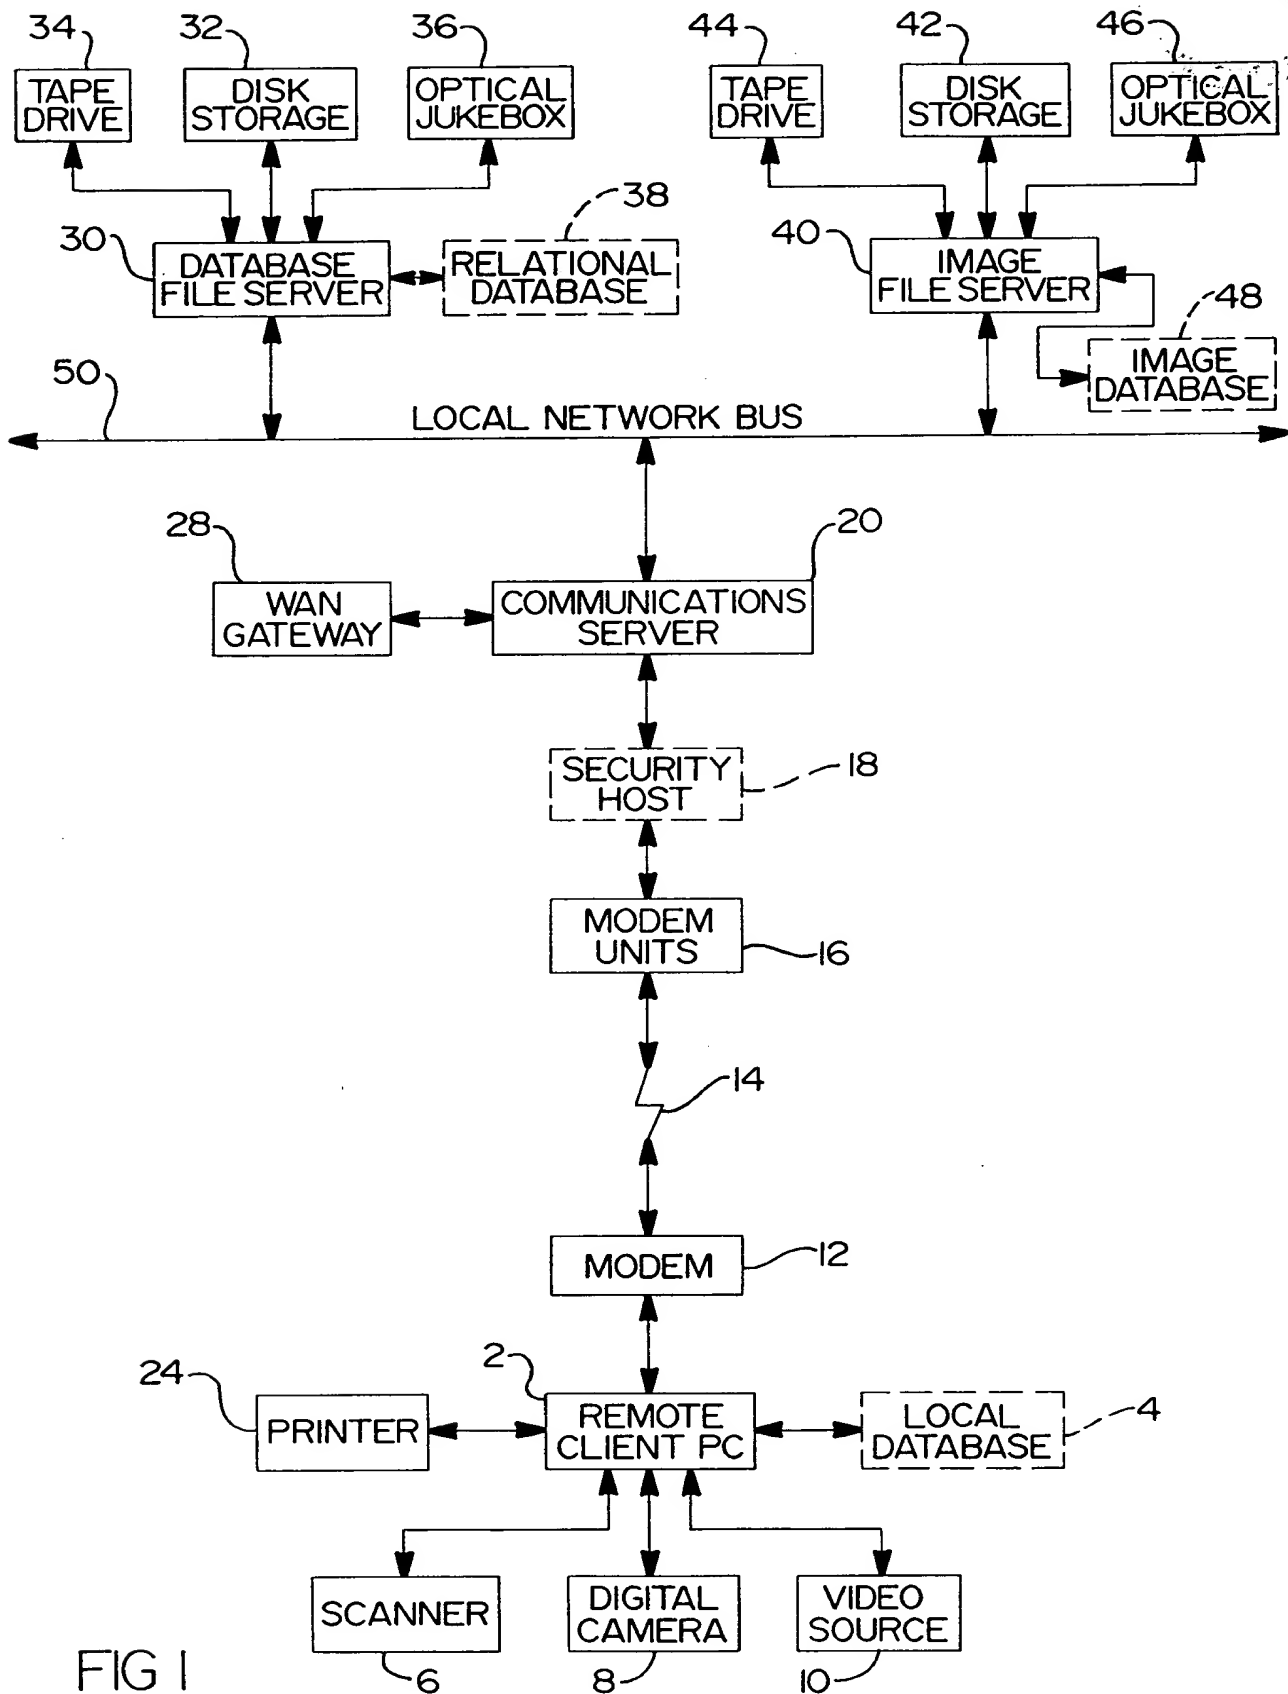 34
32
36
44
42
46
TAPE
DRIVE
DISK
STORAGE
OPTICAL
JUKEBOX
TAPE
DRIVE
DISK
STORAGE
OPTICAL
JUKEBOX
30
38
40
DATABASE
FILE SERVER
RELATIONAL
DATABASE
IMAGE
FILE SERVER
48
IMAGE
DATABASE
50
LOCAL NETWORK BUS
28
20
WAN
GATEWAY
COMMUNICATIONS
SERVER
SECURITY
HOST
18
MODEM
UNITS
16
14
MODEM
12
24
2
PRINTER
REMOTE
CLIENT PC
LOCAL
DATABASE
4
SCANNER
DIGITAL
CAMERA
VIDEO
SOURCE
6
8
10
FIG 1